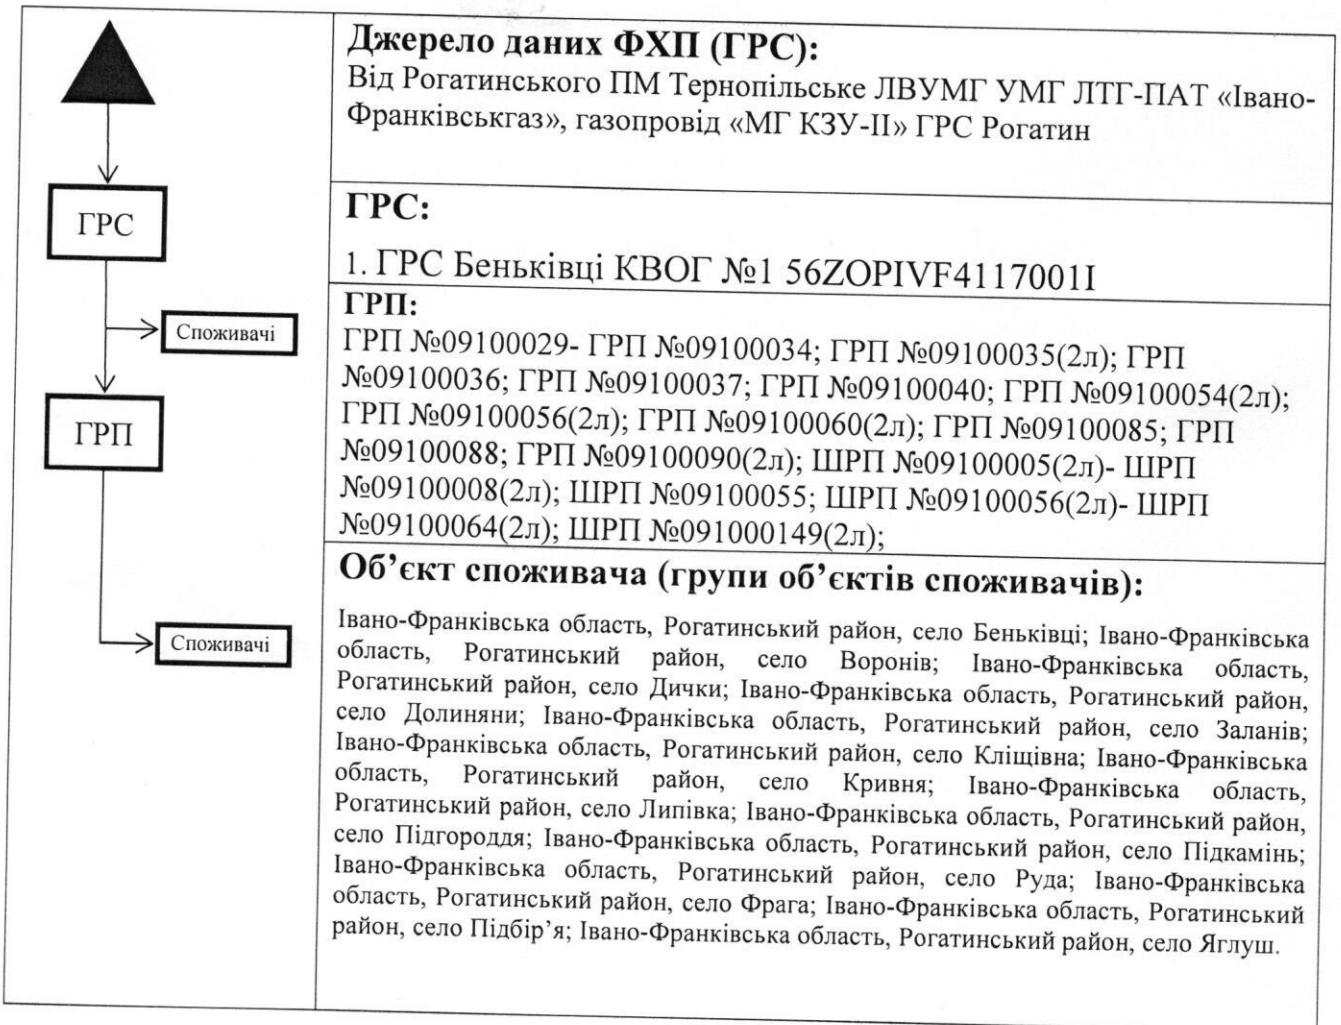 ГРС
Споживачі
ГРП
Споживачі
Джерело даних ФХП (ГРС):
Від Рогатинського ПМ Тернопільське ЛВУМГ УМГ ЛТГ-ПАТ «Івано-
Франківськгаз», газопровід «МГ КЗУ-ІІ» ГРС Рогатин
ГРС:
1. ГРС Беньківці КВОГ №1 56ZOPIVF4117001I
ГРП:
ГРП №09100029- ГРП №09100034; ГРП №09100035(2л); ГРП
№09100036; ГРП №09100037; ГРП №09100040; ГРП №09100054(2л);
ГРП №09100056(2л); ГРП №09100060(2л); ГРП №09100085; ГРП
№09100088; ГРП №09100090(2л); ШРП №09100005(2л)- ШРП
№09100008(2л); ШРП №09100055; ШРП №09100056(2л)- ШРП
№09100064(2л); ШРП №091000149(2л);
Об’єкт споживача (групи об’єктів споживачів):
Івано-Франківська область, Рогатинський район, село Беньківці; Івано-Франківська
область, Рогатинський район, село Воронів; Івано-Франківська область,
Рогатинський район, село Дички; Івано-Франківська область, Рогатинський район,
село Долиняни; Івано-Франківська область, Рогатинський район, село Заланів;
Івано-Франківська область, Рогатинський район, село Кліщівна; Івано-Франківська
область, Рогатинський район, село Кривня; Івано-Франківська область,
Рогатинський район, село Липівка; Івано-Франківська область, Рогатинський район,
село Підгороддя; Івано-Франківська область, Рогатинський район, село Підкамінь;
Івано-Франківська область, Рогатинський район, село Руда; Івано-Франківська
область, Рогатинський район, село Фрага; Івано-Франківська область, Рогатинський
район, село Підбір’я; Івано-Франківська область, Рогатинський район, село Яглуш.